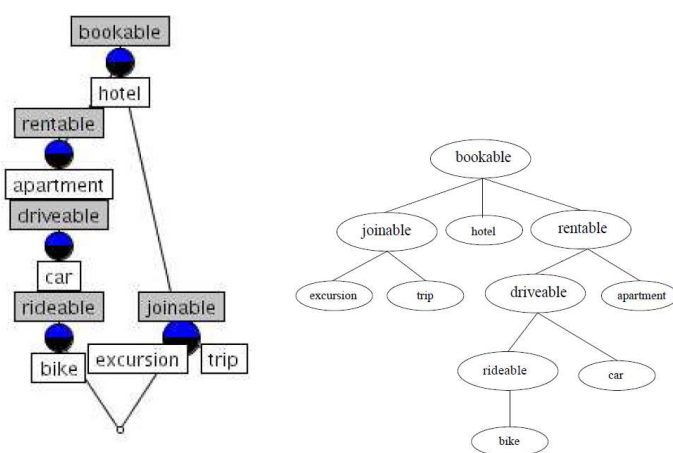 bookable
hotel
rentable
apartment
driveable
car
rideable
joinable
excursion
trip
bike
bookable
joinable
hotel
rentable
excursion
trip
driveable
apartment
rideable
car
bike